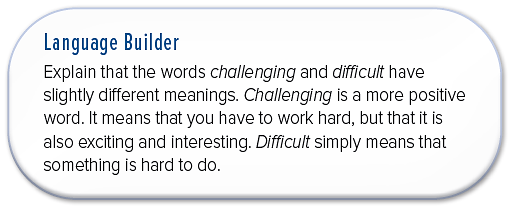 Language Builder
Explain that the words challenging and difficult have
slightly different meanings. Challenging is a more positive
word. It means that you have to work hard, but that it is
also exciting and interesting. Difficult simply means that
something is hard to do.